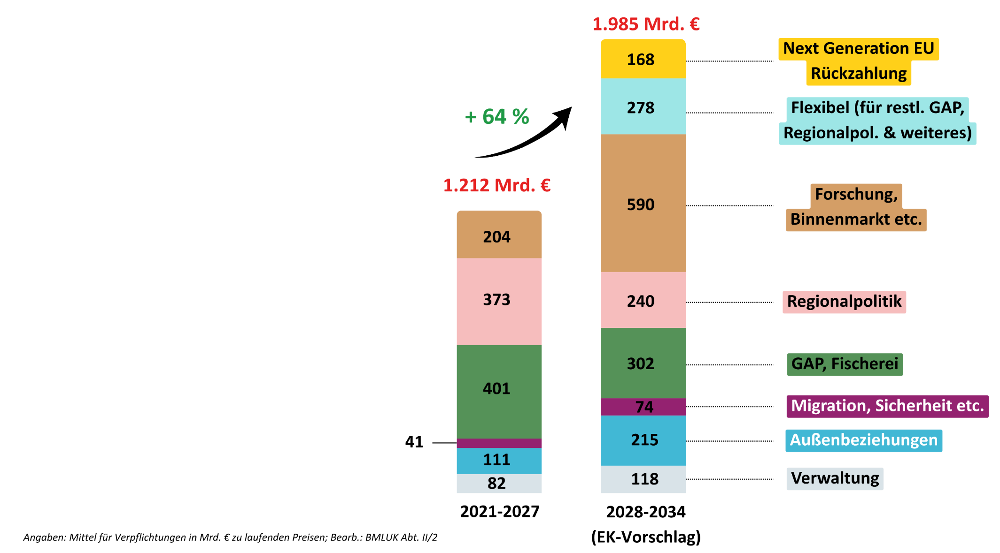 1.985 Mrd. €
168
Next Generation EU
Rückzahlung
278
Flexibel (für restl. GAP,
Regionalpol. & weiteres)
+ 64 %
1.212 Mrd. €
590
Forschung,
Binnenmarkt etc.
204
373
240
Regionalpolitik
401
302
GAP, Fischerei
74
Migration, Sicherheit etc.
41
111
215
Außenbeziehungen
82
118
Verwaltung
2021-2027
2028-2034
(EK-Vorschlag)
Angaben: Mittel für Verpflichtungen in Mrd. € zu laufenden Preisen; Bearb.: BMLUK Abt. II/2